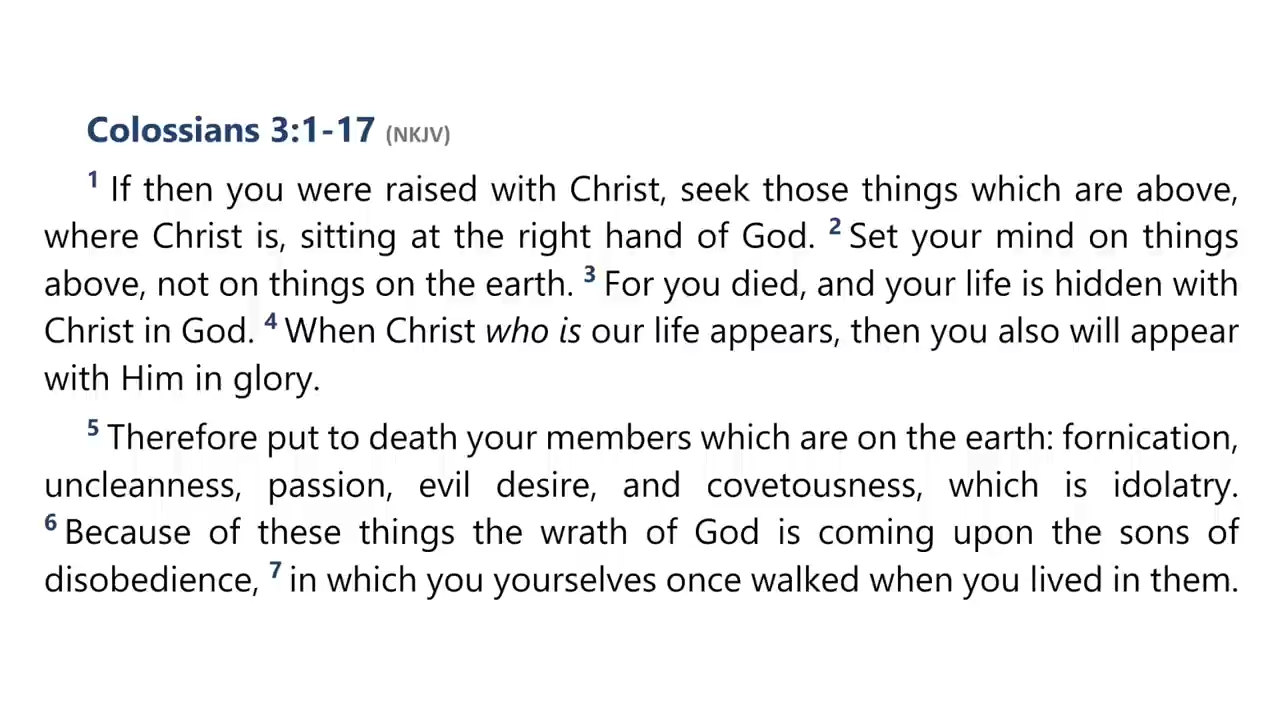 Colossians 3:1-17 (NKJV)
1 If then you were raised with Christ, seek those things which are above,
where Christ is, sitting at the right hand of God. 2 Set your mind on things
above, not on things on the earth. 3 For you died, and your life is hidden with
Christ in God. 4 When Christ who is our life appears, then you also will appear
with Him in glory.
5 Therefore put to death your members which are on the earth: fornication,
uncleanness, passion, evil desire, and covetousness, which is idolatry.
6 Because of these things the wrath of God is coming upon the sons of
disobedience, 7 in which you yourselves once walked when you lived in them.